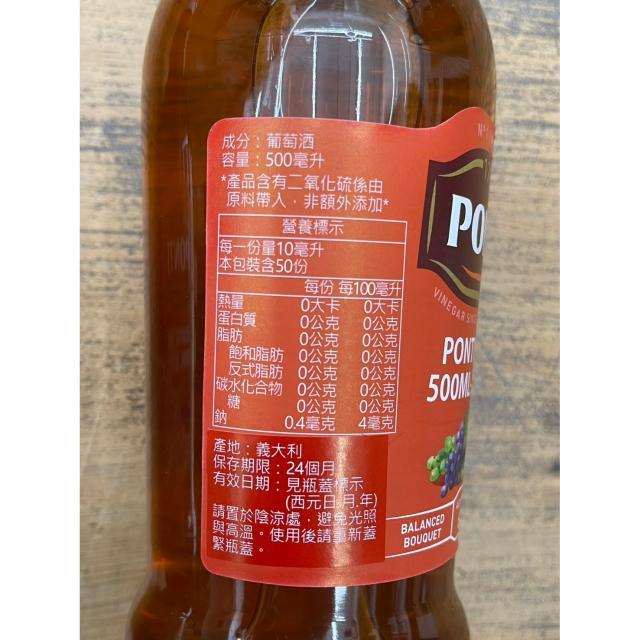 成分：葡萄酒
容量：500毫升
*產品含有二氧化硫係由
原料帶入，非額外添加*
營養標示
每一份量10毫升
本包裝含50份
每份 每100毫升
熱量 0大卡 0大卡
蛋白質 0公克 0公克
脂肪 0公克 0公克
飽和脂肪 0公克 0公克
反式脂肪 0公克 0公克
碳水化合物 0公克 0公克
糖 0公克 0公克
鈉 0.4毫克 4毫克
產地：義大利
保存期限：24個月
有效日期：見瓶蓋標示
(西元日.月.年)
請置於陰涼處，避免光照
與高溫。使用後請重新蓋
緊瓶蓋。
VINEGAR
500ML
BALANCED
BOUQUET